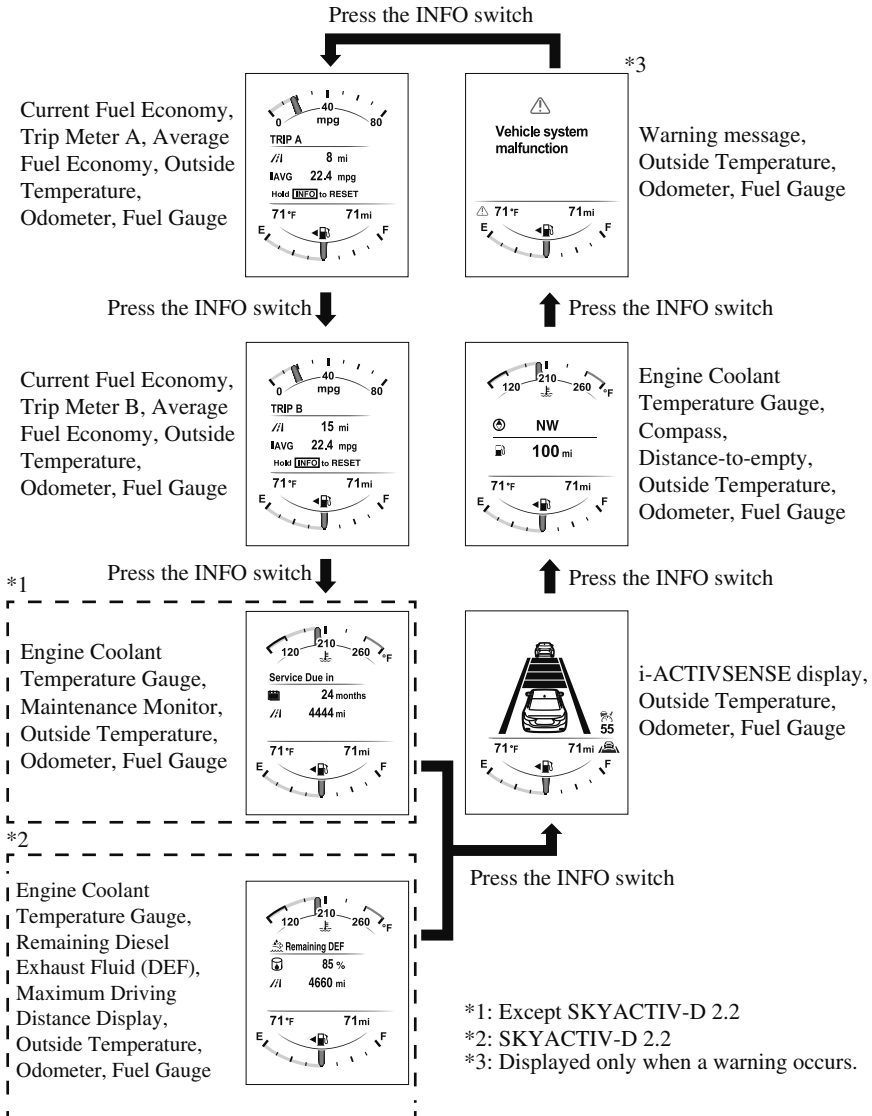 Press the INFO switch
Current Fuel Economy,
Trip Meter A, Average
Fuel Economy, Outside
Temperature,
Odometer, Fuel Gauge
0 40 80
mpg
TRIP A
8 mi
AVG 22.4 mpg
Hold INFO to RESET
71°F 71mi
E F
*3
Vehicle system
malfunction
71°F 71mi
E F
Warning message,
Outside Temperature,
Odometer, Fuel Gauge
Press the INFO switch
Press the INFO switch
Current Fuel Economy,
Trip Meter B, Average
Fuel Economy, Outside
Temperature,
Odometer, Fuel Gauge
0 40 80
mpg
TRIP B
15 mi
AVG 22.4 mpg
Hold INFO to RESET
71°F 71mi
E F
120 210 260 °F
NW
100 mi
71°F 71mi
E F
Engine Coolant
Temperature Gauge,
Compass,
Distance-to-empty,
Outside Temperature,
Odometer, Fuel Gauge
Press the INFO switch
Press the INFO switch
*1
Engine Coolant
Temperature Gauge,
Maintenance Monitor,
Outside Temperature,
Odometer, Fuel Gauge
120 210 260 °F
Service Due in
24 months
4444 mi
71°F 71mi
E F
55
71°F 71mi
E F
i-ACTIVSENSE display,
Outside Temperature,
Odometer, Fuel Gauge
Press the INFO switch
*2
Engine Coolant
Temperature Gauge,
Remaining Diesel
Exhaust Fluid (DEF),
Maximum Driving
Distance Display,
Outside Temperature,
Odometer, Fuel Gauge
120 210 260 °F
Remaining DEF
85 %
4660 mi
71°F 71mi
E F
*1: Except SKYACTIV-D 2.2
*2: SKYACTIV-D 2.2
*3: Displayed only when a warning occurs.